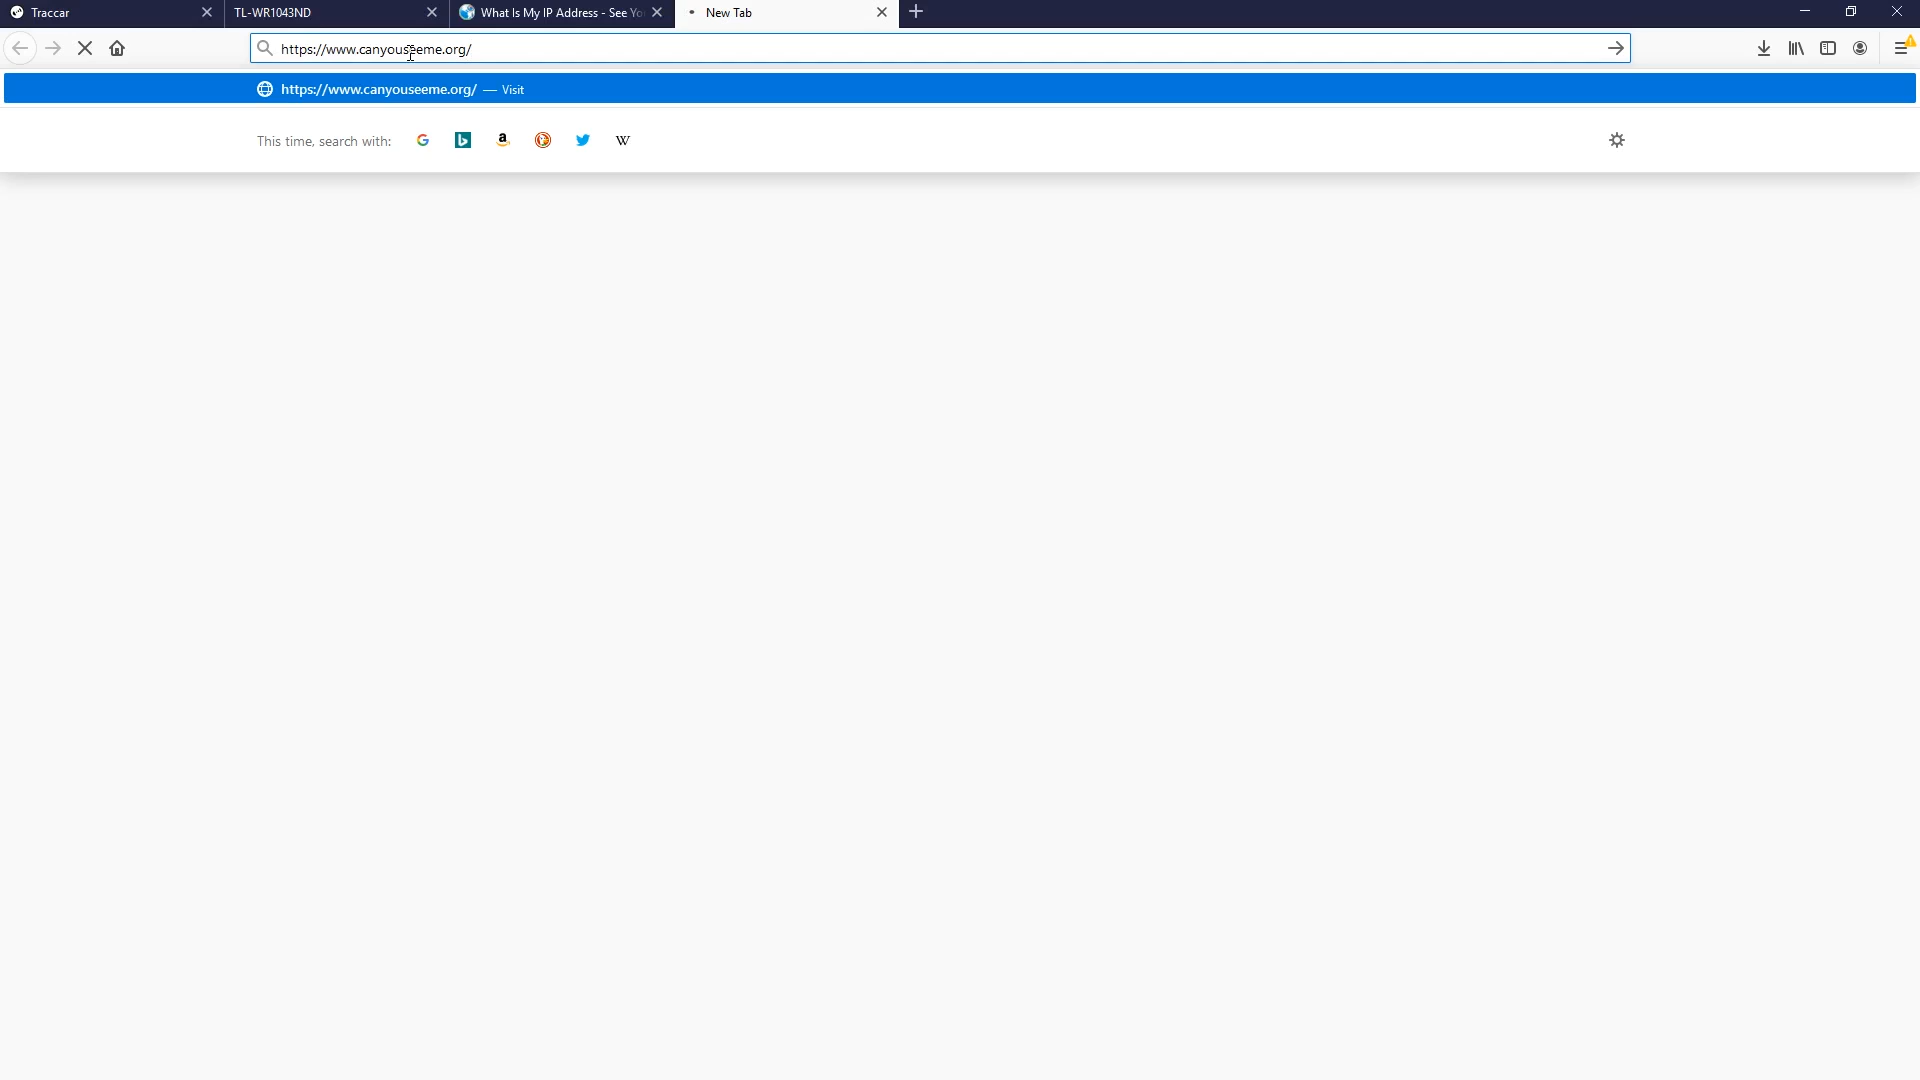 Traccar
TL-WR1043ND
What Is My IP Address - See Yo
New Tab
https://www.canyouseeme.org/
https://www.canyouseeme.org/ — Visit
This time, search with: